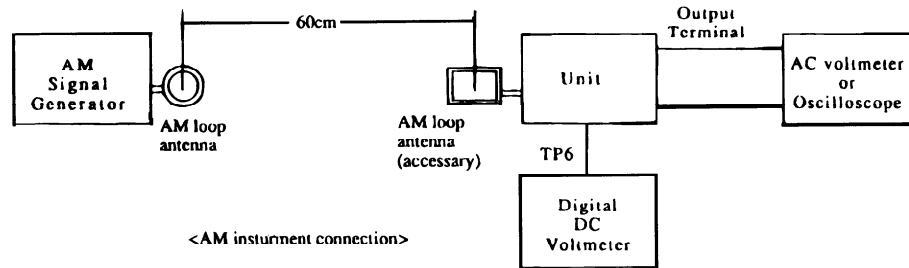 60cm
AM
Signal
Generator
AM loop
antenna
AM loop
antenna
(accessary)
Unit
Output
Terminal
AC voltmeter
or
Oscilloscope
TP6
Digital
DC
Voltmeter
<AM insturment connection>